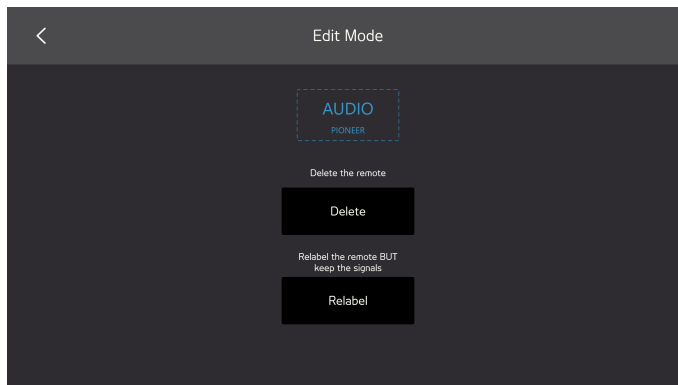 Edit Mode
AUDIO
PIONEER
Delete the remote
Delete
Relabel the remote BUT
keep the signals
Relabel